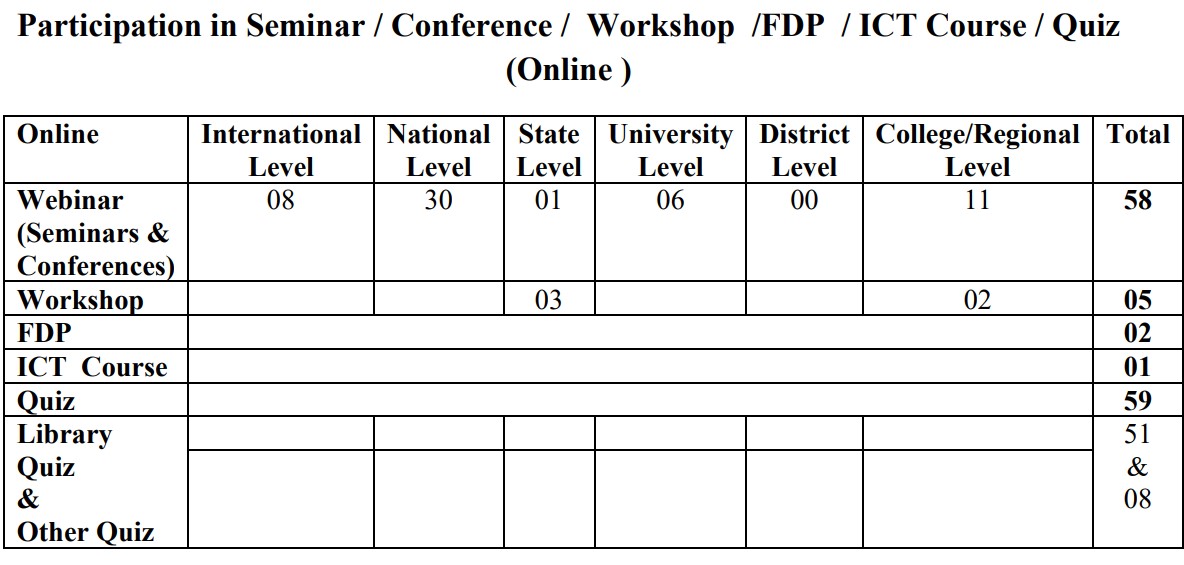 Participation in Seminar / Conference / Workshop /FDP / ICT Course / Quiz
(Online )
Online International Level National Level State Level University Level District Level College/Regional Level Total
Webinar (Seminars & Conferences) 08 30 01 06 00 11 58
Workshop 03 02 05
FDP 02
ICT Course 01
Quiz 59
Library Quiz & Other Quiz 51 & 08